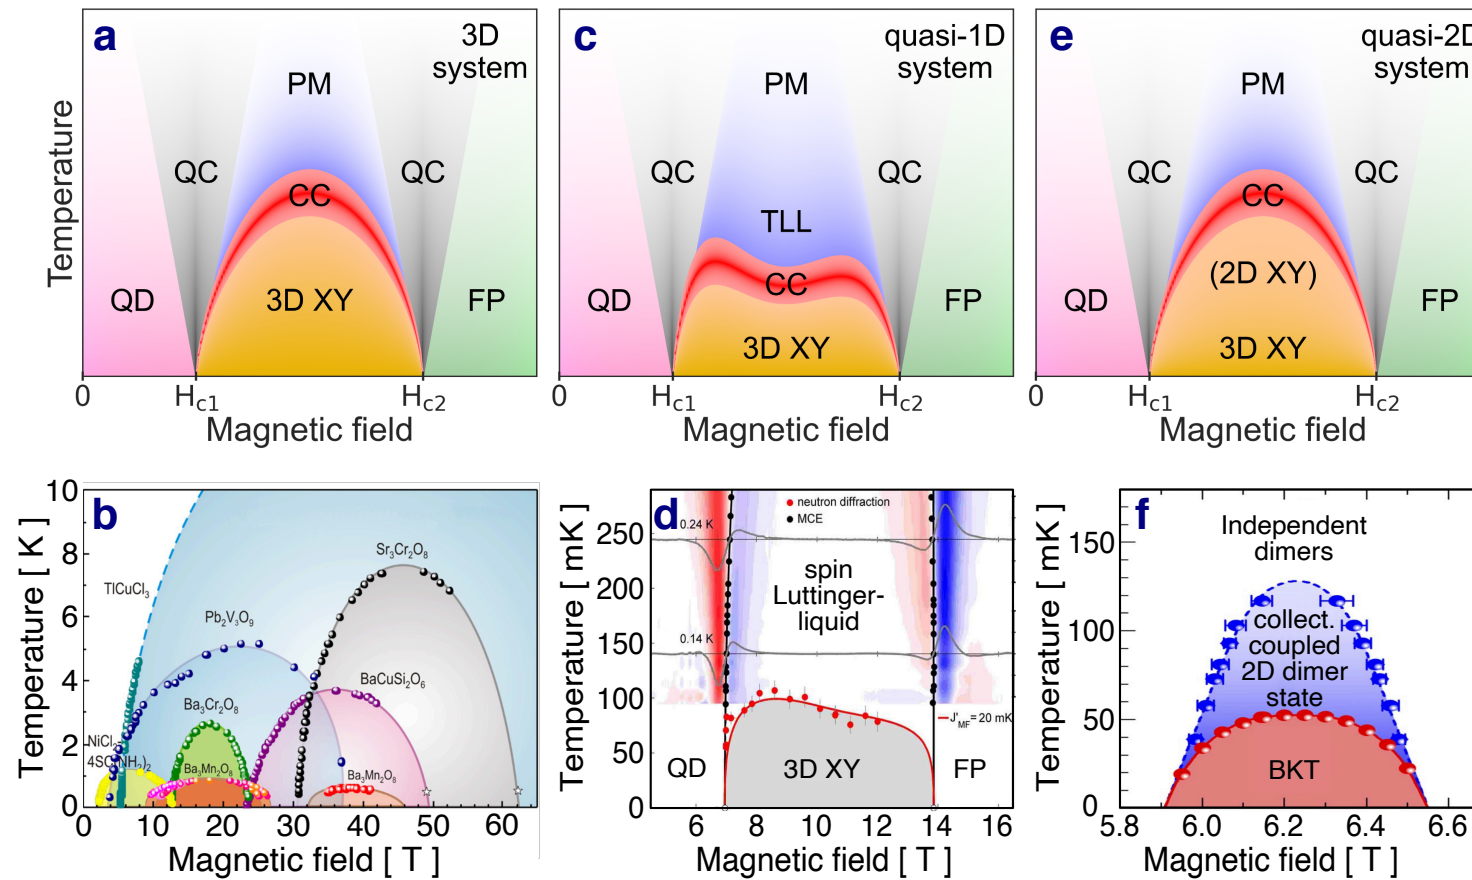 a
3D
system
PM
QC
QC
CC
QD
3D XY
FP
Temperature
0
Hc1
Hc2
Magnetic field
c
quasi-1D
system
PM
QC
QC
TLL
CC
QD
3D XY
FP
0
Hc1
Hc2
Magnetic field
e
quasi-2D
system
PM
QC
QC
CC
(2D XY)
QD
3D XY
FP
0
Hc1
Hc2
Magnetic field
b
Temperature [ K ]
10
8
6
4
2
0
Sr3Cr2O8
TlCuCl3
Pb2V3O9
BaCuSi2O6
Ba3Cr2O8
NiCl2-
4SC(NH2)2
Ba3Mn2O8
Ba3Mn2O8
0 10 20 30 40 50 60
Magnetic field [ T ]
d
neutron diffraction
MCE
0.24 K
spin
Luttinger-
liquid
0.14 K
J'MF= 20 mK
QD
3D XY
FP
Temperature [ mK ]
250
200
150
100
50
0
6 8 10 12 14 16
Magnetic field [ T ]
f
Independent
dimers
collect.
coupled
2D dimer
state
BKT
Temperature [ mK ]
150
100
50
0
5.8 6.0 6.2 6.4 6.6
Magnetic field [ T ]